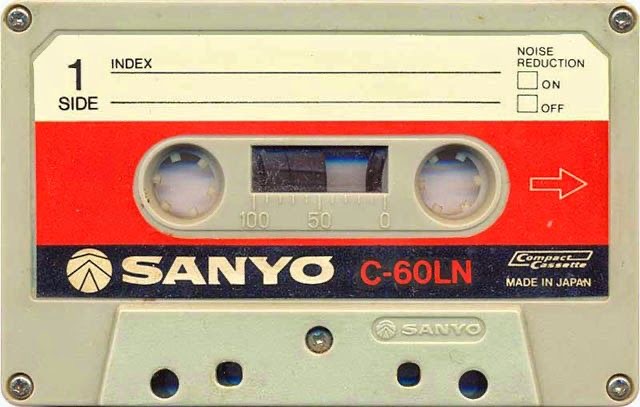 1
SIDE
INDEX
NOISE
REDUCTION
ON
OFF
100 50 0
SANYO C-60LN
Compact
Cassette
MADE IN JAPAN
SANYO